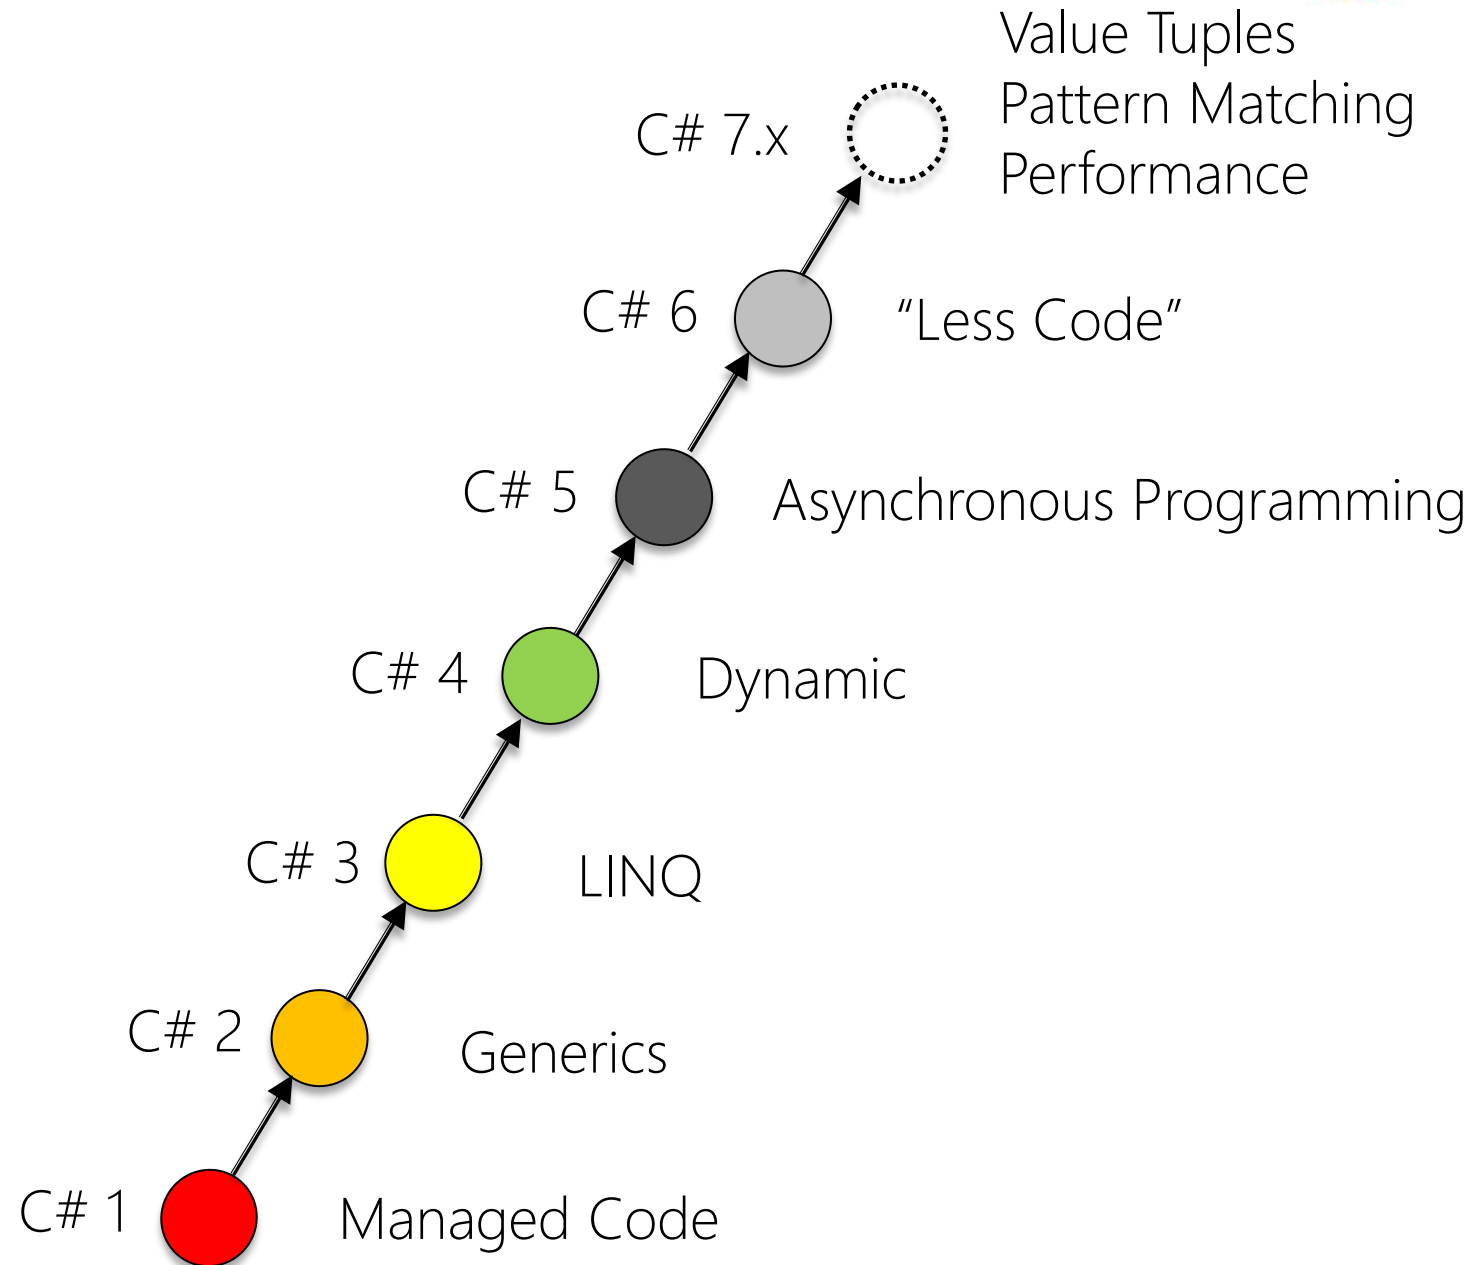 Value Tuples
C# 7.x
Pattern Matching
Performance
C# 6
“Less Code”
C# 5
Asynchronous Programming
C# 4
Dynamic
C# 3
LINQ
C# 2
Generics
C# 1
Managed Code